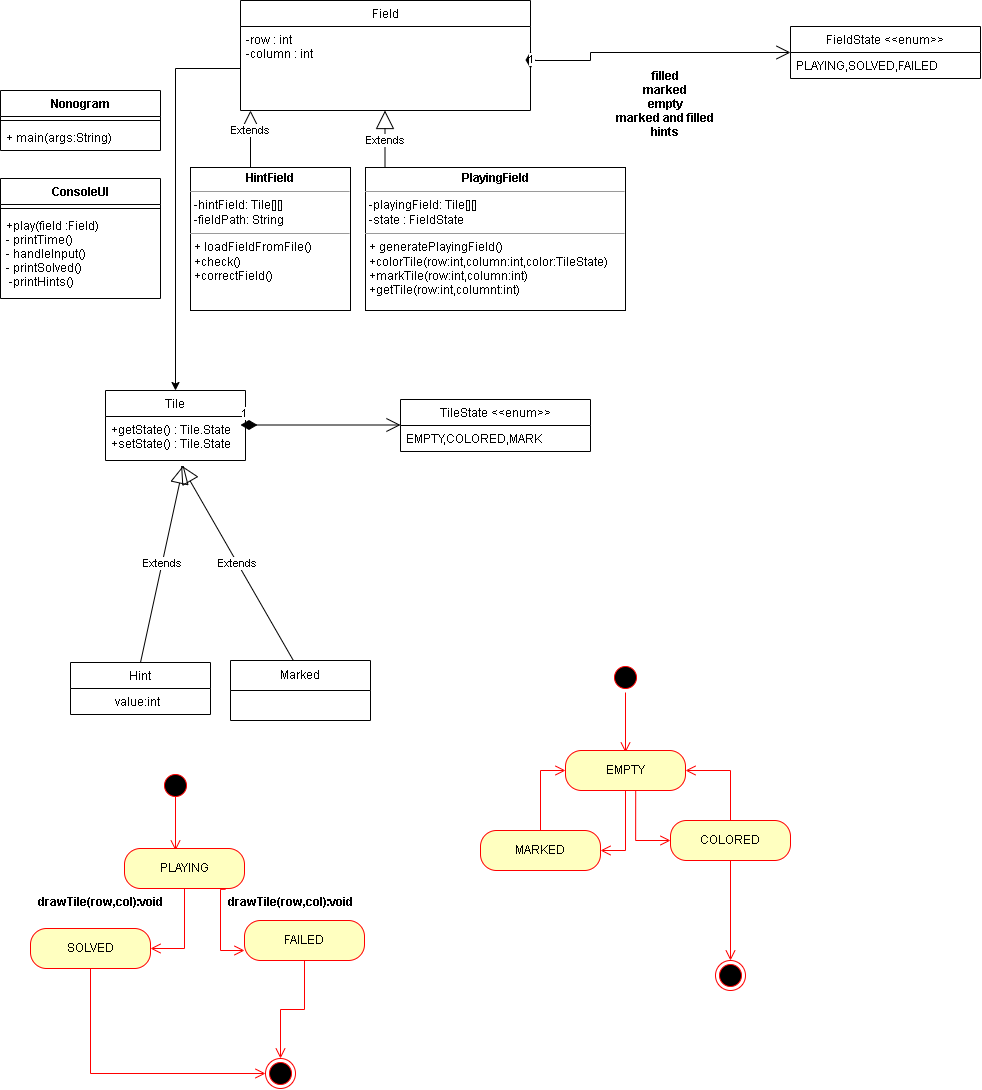 Field
-row : int
-column : int
1
FieldState <<enum>>
PLAYING,SOLVED,FAILED
filled
marked
empty
marked and filled
hints
Nonogram
+ main(args:String)
Extends
Extends
ConsoleUI
+play(field :Field)
- printTime()
- handleInput()
- printSolved()
-printHints()
HintField
-hintField: Tile[][]
-fieldPath: String
+ loadFieldFromFile()
+check()
+correctField()
PlayingField
-playingField: Tile[][]
-state : FieldState
+ generatePlayingField()
+colorTile(row:int,column:int,color:TileState)
+markTile(row:int,column:int)
+getTile(row:int,columnt:int)
Tile
+getState() : Tile.State
+setState() : Tile.State
1
TileState <<enum>>
EMPTY,COLORED,MARK
Extends
Extends
Hint
value:int
Marked
EMPTY
MARKED
COLORED
PLAYING
drawTile(row,col):void
drawTile(row,col):void
SOLVED
FAILED